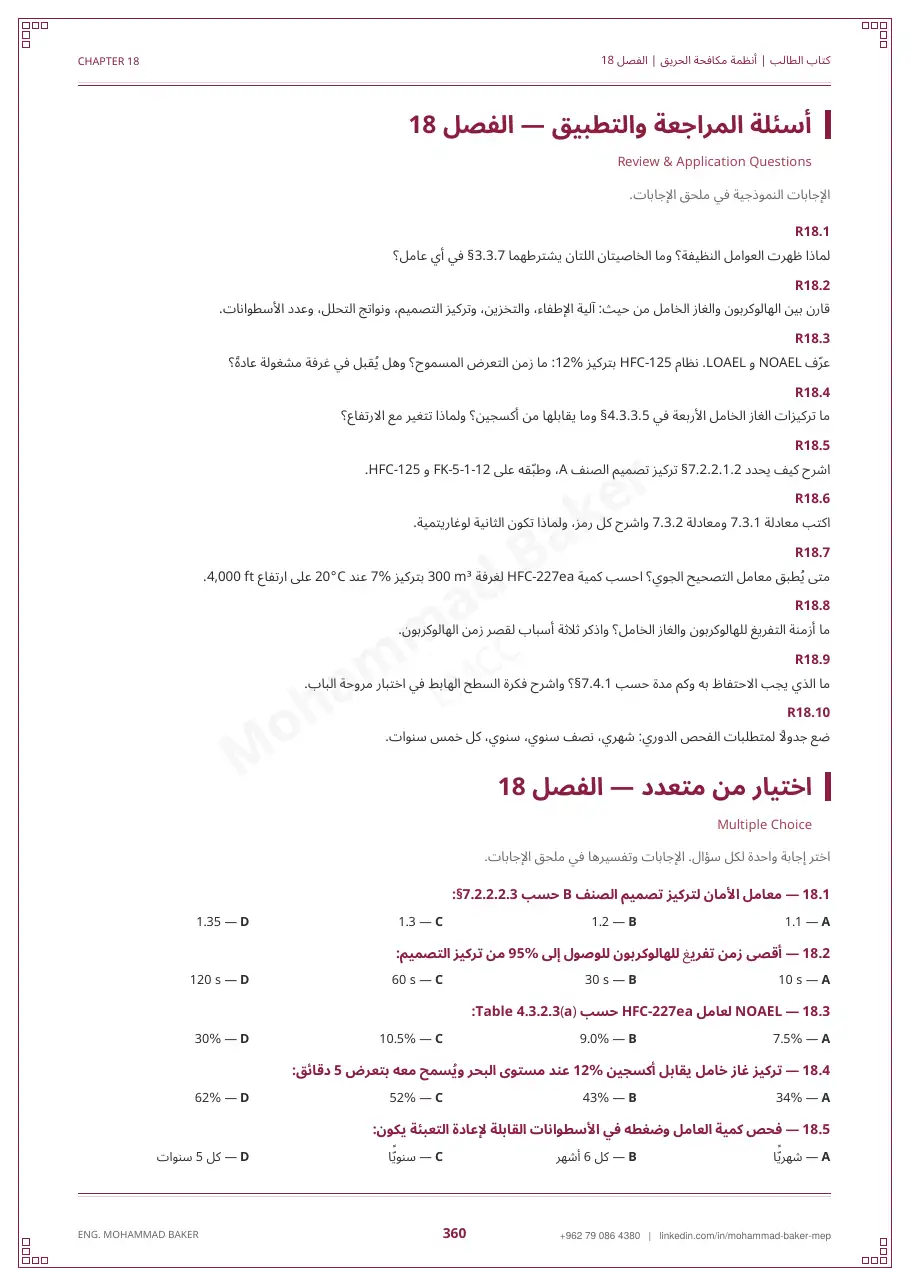 كتاب الطالب | أنظمة مكافحة الحريق | الفصل 18
CHAPTER 18
أسئلة المراجعة والتطبيق — الفصل 18
Review & Application Questions
الإجابات النموذجية في ملحق الإجابات.
R18.1
لماذا ظهرت العوامل النظيفة؟ وما الخاصيتان اللتان يشترطهما §3.3.7 في أي عامل؟
R18.2
قارن بين الهالوكربون والغاز الخامل من حيث: آلية الإطفاء، والتخزين، وتركيز التصميم، ونواتج التحلل، وعدد الأسطوانات.
R18.3
عرّف NOAEL و LOAEL. نظام HFC-125 بتركيز 12%: ما زمن التعرض المسموح؟ وهل يُقبل في غرفة مشغولة عادةً؟
R18.4
ما تركيزات الغاز الخامل الأربعة في §4.3.3.5 وما يقابلها من أكسجين؟ ولماذا تتغير مع الارتفاع؟
R18.5
اشرح كيف يحدد §7.2.2.1.2 تركيز تصميم الصنف A، وطبّقه على FK-5-1-12 و HFC-125.
R18.6
اكتب معادلة 7.3.1 ومعادلة 7.3.2 واشرح كل رمز، ولماذا تكون الثانية لوغاريتمية.
R18.7
متى يُطبق معامل التصحيح الجوي؟ احسب كمية HFC-227ea لغرفة 300 m³ بتركيز 7% عند 20°C على ارتفاع 4,000 ft.
R18.8
ما أزمنة التفريغ للهالوكربون والغاز الخامل؟ واذكر ثلاثة أسباب لقصر زمن الهالوكربون.
R18.9
ما الذي يجب الاحتفاظ به وكم مدة حسب §7.4.1؟ واشرح فكرة السطح الهابط في اختبار مروحة الباب.
R18.10
ضع جدولًا لمتطلبات الفحص الدوري: شهري، نصف سنوي، سنوي، كل خمس سنوات.
اختيار من متعدد — الفصل 18
Multiple Choice
اختر إجابة واحدة لكل سؤال. الإجابات وتفسيرها في ملحق الإجابات.
18.1 — معامل الأمان لتركيز تصميم الصنف B حسب §7.2.2.2.3:
A — 1.1 B — 1.2 C — 1.3 D — 1.35
18.2 — أقصى زمن تفريغ للهالوكربون للوصول إلى 95% من تركيز التصميم:
A — 10 s B — 30 s C — 60 s D — 120 s
18.3 — NOAEL لعامل HFC-227ea حسب Table 4.3.2.3(a):
A — 7.5% B — 9.0% C — 10.5% D — 30%
18.4 — تركيز غاز خامل يقابل أكسجين 12% عند مستوى البحر ويُسمح معه بتعرض 5 دقائق:
A — 34% B — 43% C — 52% D — 62%
18.5 — فحص كمية العامل وضغطه في الأسطوانات القابلة لإعادة التعبئة يكون:
A — شهريًّا B — كل 6 أشهر C — سنويًّا D — كل 5 سنوات
Mohammad Baker
ENG. MOHAMMAD BAKER
360
+962 79 086 4380 | linkedin.com/in/mohammad-baker-mep